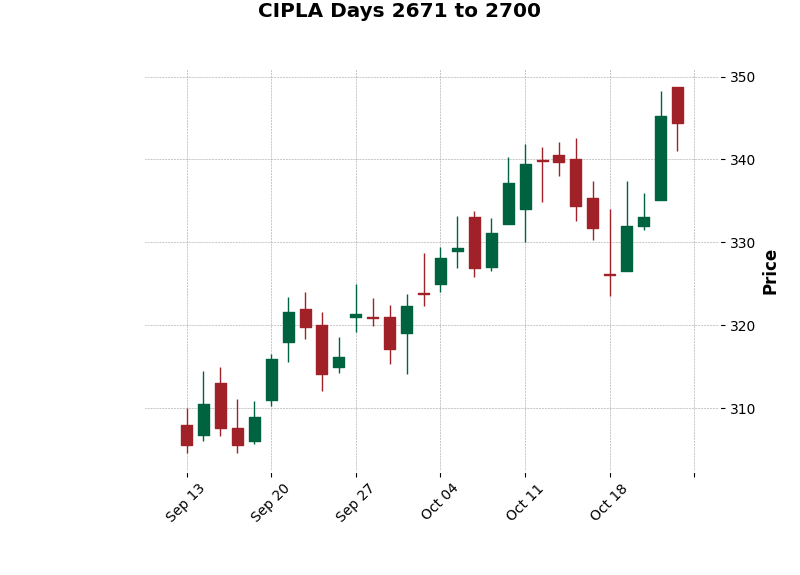 CIPLA Days 2671 to 2700
350
340
330
320
310
Price
Sep 13
Sep 20
Sep 27
Oct 04
Oct 11
Oct 18